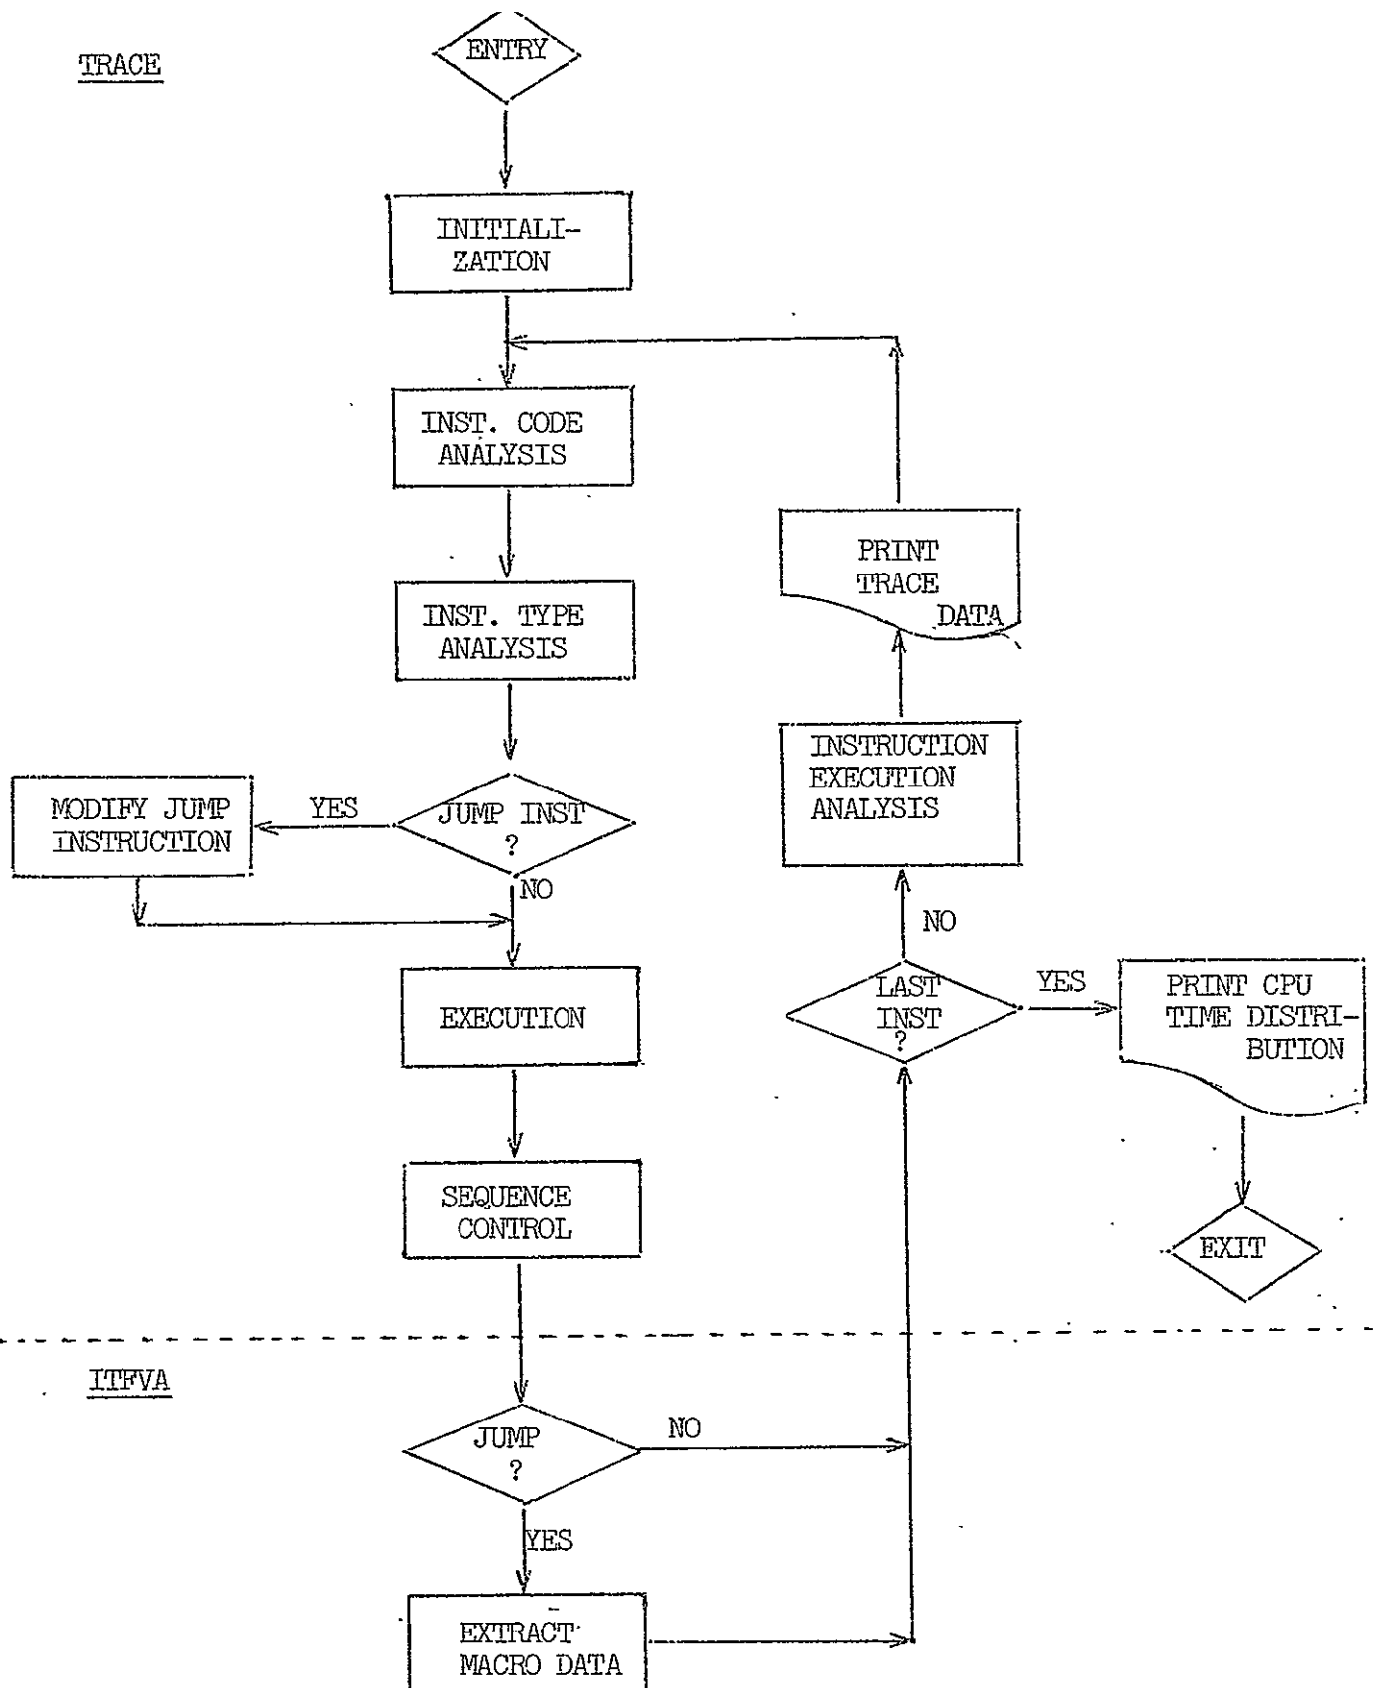 TRACE
ENTRY
INITIALI-
ZATION
INST. CODE
ANALYSIS
INST. TYPE
ANALYSIS
JUMP INST
?
YES
MODIFY JUMP
INSTRUCTION
NO
EXECUTION
SEQUENCE
CONTROL
PRINT
TRACE
DATA
INSTRUCTION
EXECUTION
ANALYSIS
NO
LAST
INST
?
YES
PRINT CPU
TIME DISTRI-
BUTION
EXIT
ITFVA
JUMP
?
NO
YES
EXTRACT
MACRO DATA